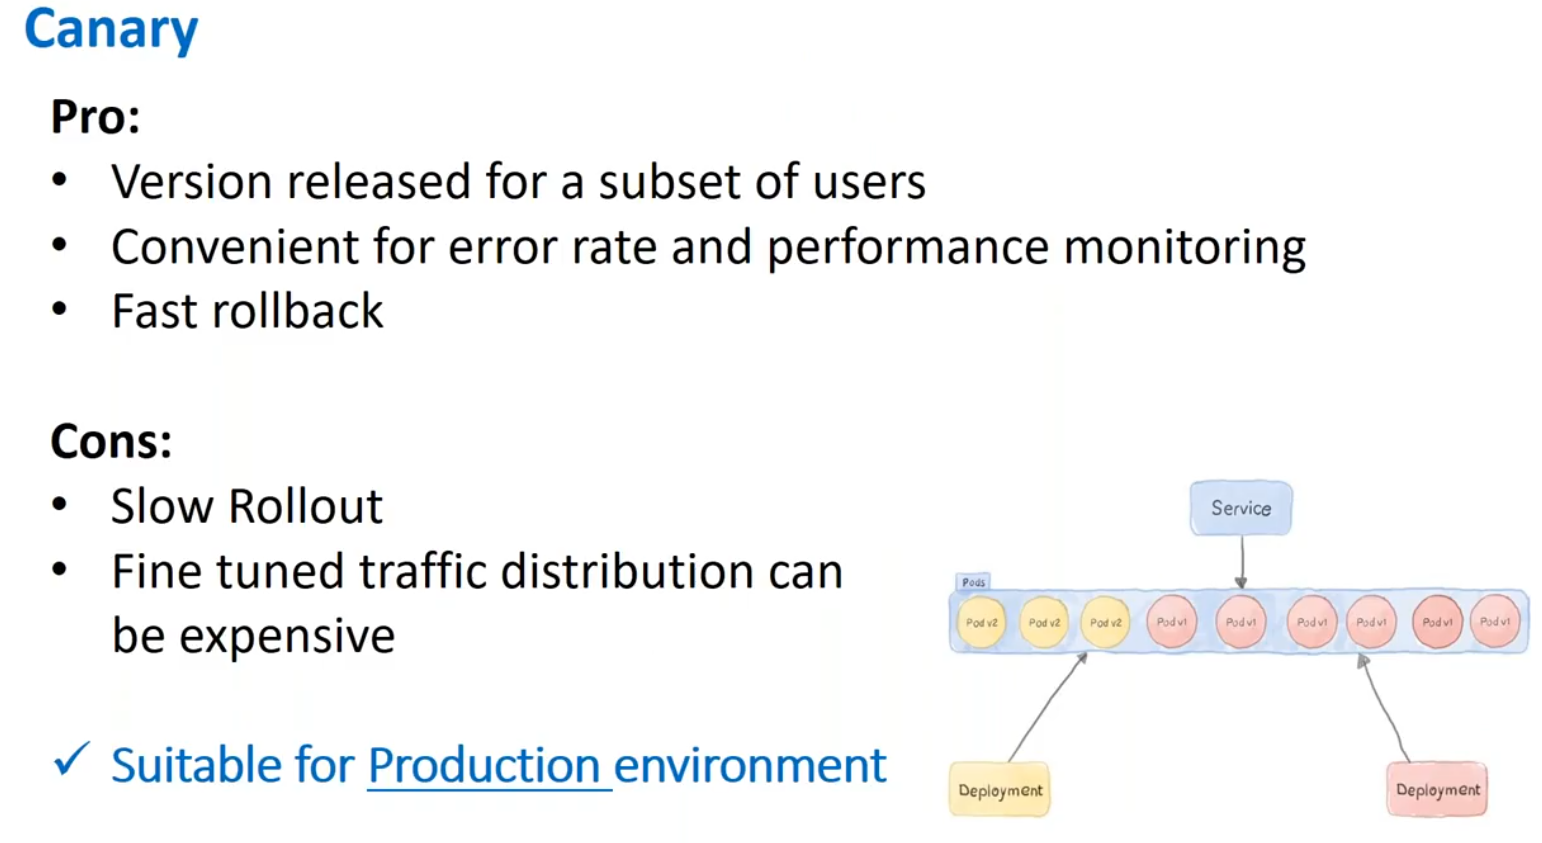 Canary
Pro:
• Version released for a subset of users
• Convenient for error rate and performance monitoring
• Fast rollback
Cons:
• Slow Rollout
• Fine tuned traffic distribution can
be expensive
✓ Suitable for Production environment
Service
Pods
Pod v2 Pod v2 Pod v2 Pod v1 Pod v1 Pod v1 Pod v1 Pod v1 Pod v1
Deployment Deployment